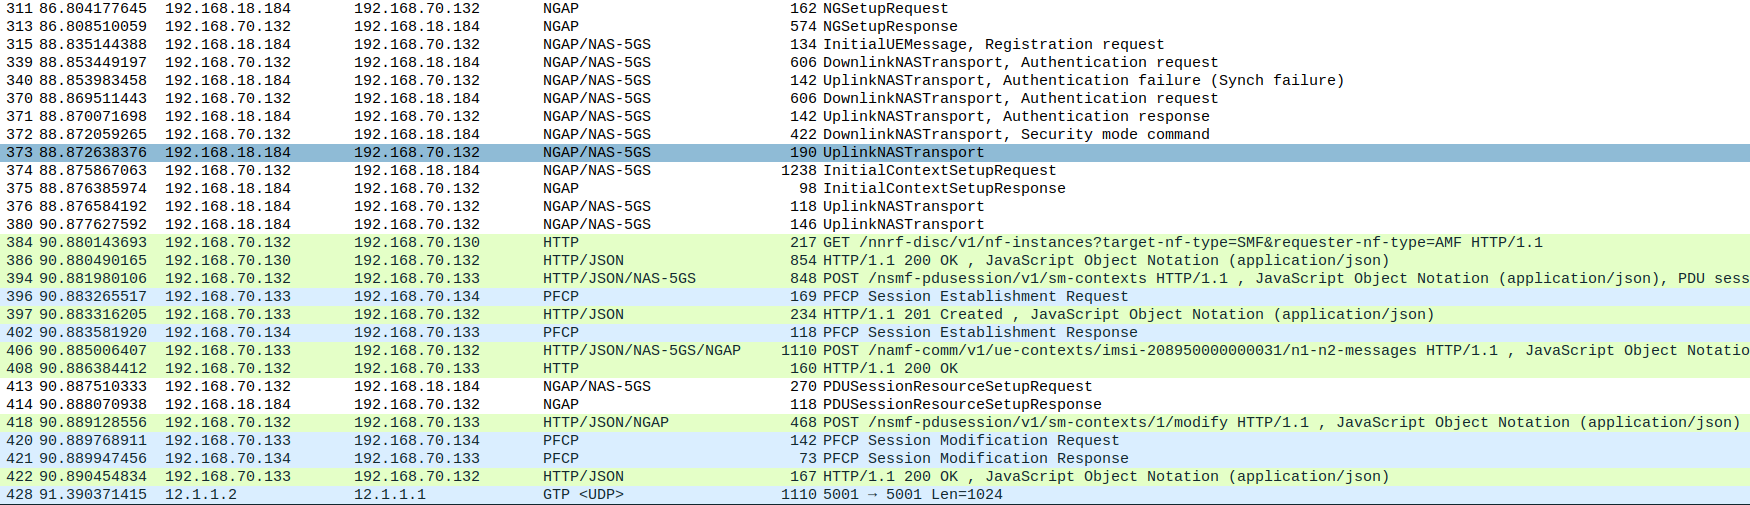 311 86.804177645 192.168.18.184 192.168.70.132 NGAP 162 NGSetupRequest
313 86.808510059 192.168.70.132 192.168.18.184 NGAP 574 NGSetupResponse
315 88.835144388 192.168.18.184 192.168.70.132 NGAP/NAS-5GS 134 InitialUEMessage, Registration request
339 88.853449197 192.168.70.132 192.168.18.184 NGAP/NAS-5GS 606 DownlinkNASTransport, Authentication request
340 88.853983458 192.168.18.184 192.168.70.132 NGAP/NAS-5GS 142 UplinkNASTransport, Authentication failure (Synch failure)
370 88.869511443 192.168.70.132 192.168.18.184 NGAP/NAS-5GS 606 DownlinkNASTransport, Authentication request
371 88.870071698 192.168.18.184 192.168.70.132 NGAP/NAS-5GS 142 UplinkNASTransport, Authentication response
372 88.872059265 192.168.70.132 192.168.18.184 NGAP/NAS-5GS 422 DownlinkNASTransport, Security mode command
373 88.872638376 192.168.18.184 192.168.70.132 NGAP/NAS-5GS 190 UplinkNASTransport
374 88.875867063 192.168.70.132 192.168.18.184 NGAP/NAS-5GS 1238 InitialContextSetupRequest
375 88.876385974 192.168.18.184 192.168.70.132 NGAP 98 InitialContextSetupResponse
376 88.876584192 192.168.18.184 192.168.70.132 NGAP/NAS-5GS 118 UplinkNASTransport
380 90.877627592 192.168.18.184 192.168.70.132 NGAP/NAS-5GS 146 UplinkNASTransport
384 90.880143693 192.168.70.132 192.168.70.130 HTTP 217 GET /nnrf-disc/v1/nf-instances?target-nf-type=SMF&requester-nf-type=AMF HTTP/1.1
386 90.880490165 192.168.70.130 192.168.70.132 HTTP/JSON 854 HTTP/1.1 200 OK , JavaScript Object Notation (application/json)
394 90.881980106 192.168.70.132 192.168.70.133 HTTP/JSON/NAS-5GS 848 POST /nsmf-pdusession/v1/sm-contexts HTTP/1.1 , JavaScript Object Notation (application/json), PDU sess
396 90.883265517 192.168.70.133 192.168.70.134 PFCP 169 PFCP Session Establishment Request
397 90.883316205 192.168.70.133 192.168.70.132 HTTP/JSON 234 HTTP/1.1 201 Created , JavaScript Object Notation (application/json)
402 90.883581920 192.168.70.134 192.168.70.133 PFCP 118 PFCP Session Establishment Response
406 90.885006407 192.168.70.133 192.168.70.132 HTTP/JSON/NAS-5GS/NGAP 1110 POST /namf-comm/v1/ue-contexts/imsi-208950000000031/n1-n2-messages HTTP/1.1 , JavaScript Object Notatio
408 90.886384412 192.168.70.132 192.168.70.133 HTTP 160 HTTP/1.1 200 OK
413 90.887510333 192.168.70.132 192.168.18.184 NGAP/NAS-5GS 270 PDUSessionResourceSetupRequest
414 90.888070938 192.168.18.184 192.168.70.132 NGAP 118 PDUSessionResourceSetupResponse
418 90.889128556 192.168.70.132 192.168.70.133 HTTP/JSON/NGAP 468 POST /nsmf-pdusession/v1/sm-contexts/1/modify HTTP/1.1 , JavaScript Object Notation (application/json)
420 90.889768911 192.168.70.133 192.168.70.134 PFCP 142 PFCP Session Modification Request
421 90.889947456 192.168.70.134 192.168.70.133 PFCP 73 PFCP Session Modification Response
422 90.890454834 192.168.70.133 192.168.70.132 HTTP/JSON 167 HTTP/1.1 200 OK , JavaScript Object Notation (application/json)
428 91.390371415 12.1.1.2 12.1.1.1 GTP <UDP> 1110 5001 → 5001 Len=1024